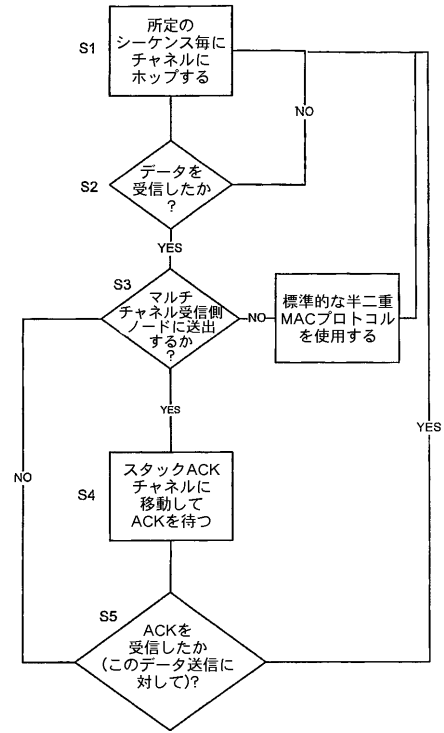 S1
所定の
シーケンス毎に
チャネルに
ホップする
NO
S2
データを
受信したか
?
YES
S3
マルチ
チャネル受信側
ノードに送出
するか
?
NO
標準的な半二重
MACプロトコル
を使用する
YES
YES
NO
S4
スタックACK
チャネルに
移動して
ACKを待つ
S5
ACKを
受信したか
(このデータ送信に
対して)?